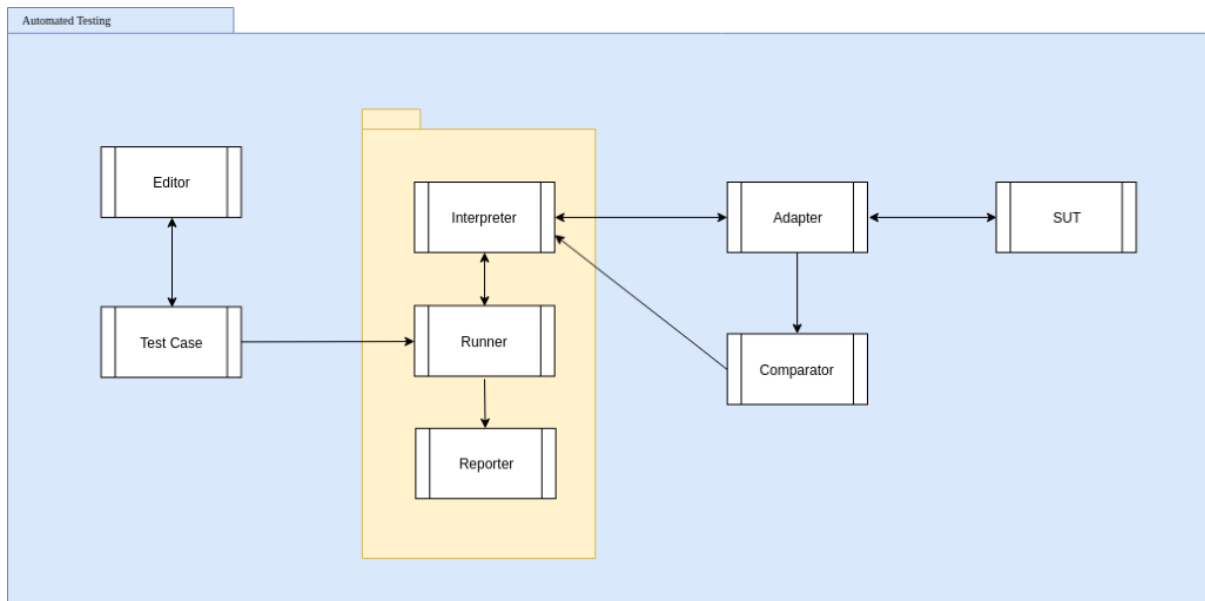 Automated Testing
Editor
Interpreter
Adapter
SUT
Test Case
Runner
Comparator
Reporter